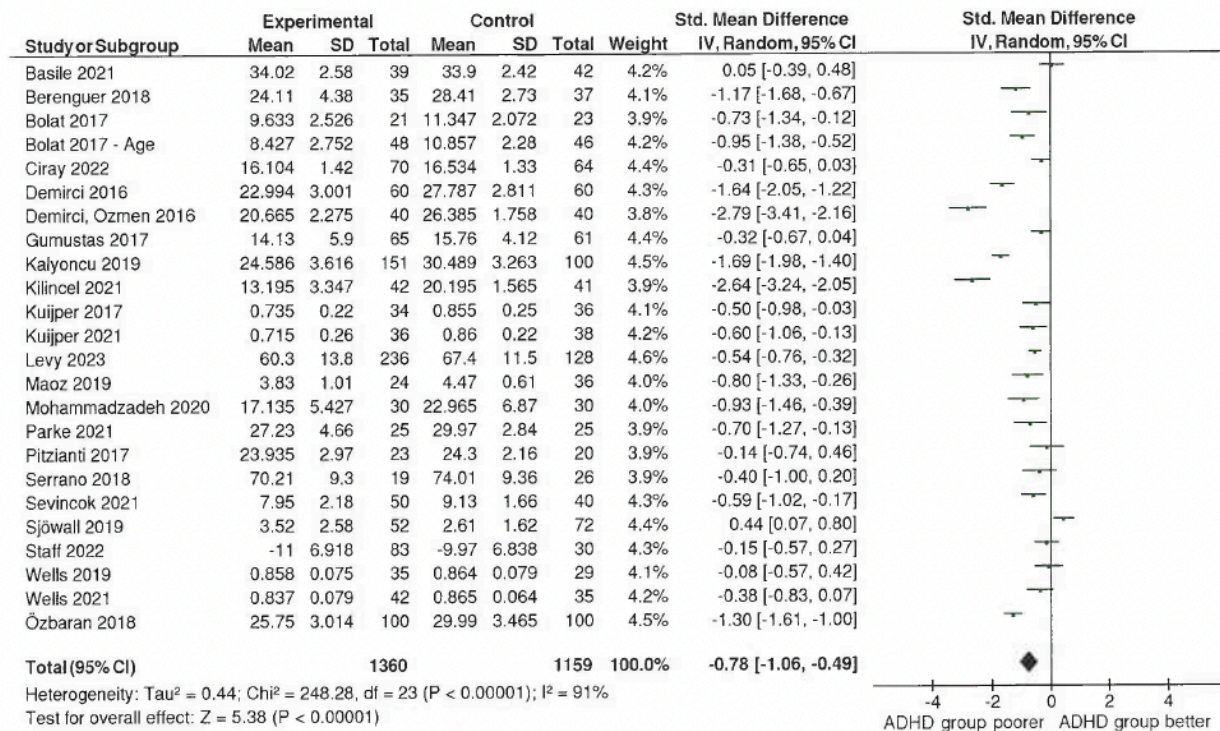 Experimental Control Std. Mean Difference Std. Mean Difference
Study or Subgroup Mean SD Total Mean SD Total Weight IV, Random, 95% CI IV, Random, 95% CI
Basile 2021 34.02 2.58 39 33.9 2.42 42 4.2% 0.05 [-0.39, 0.48]
Berenguer 2018 24.11 4.38 35 28.41 2.73 37 4.1% -1.17 [-1.68, -0.67]
Bolat 2017 9.633 2.526 21 11.347 2.072 23 3.9% -0.73 [-1.34, -0.12]
Bolat 2017 - Age 8.427 2.752 48 10.857 2.28 46 4.2% -0.95 [-1.38, -0.52]
Ciray 2022 16.104 1.42 70 16.534 1.33 64 4.4% -0.31 [-0.65, 0.03]
Demirci 2016 22.994 3.001 60 27.787 2.811 60 4.3% -1.64 [-2.05, -1.22]
Demirci, Ozmen 2016 20.665 2.275 40 26.385 1.758 40 3.8% -2.79 [-3.41, -2.16]
Gumustas 2017 14.13 5.9 65 15.76 4.12 61 4.4% -0.32 [-0.67, 0.04]
Kalyoncu 2019 24.586 3.616 151 30.489 3.263 100 4.5% -1.69 [-1.98, -1.40]
Kilincel 2021 13.195 3.347 42 20.195 1.565 41 3.9% -2.64 [-3.24, -2.05]
Kuijper 2017 0.735 0.22 34 0.855 0.25 36 4.1% -0.50 [-0.98, -0.03]
Kuijper 2021 0.715 0.26 36 0.86 0.22 38 4.2% -0.60 [-1.06, -0.13]
Levy 2023 60.3 13.8 236 67.4 11.5 128 4.6% -0.54 [-0.76, -0.32]
Maoz 2019 3.83 1.01 24 4.47 0.61 36 4.0% -0.80 [-1.33, -0.26]
Mohammadzadeh 2020 17.135 5.427 30 22.965 6.87 30 4.0% -0.93 [-1.46, -0.39]
Parke 2021 27.23 4.66 25 29.97 2.84 25 3.9% -0.70 [-1.27, -0.13]
Pitzianti 2017 23.935 2.97 23 24.3 2.16 20 3.9% -0.14 [-0.74, 0.46]
Serrano 2018 70.21 9.3 19 74.01 9.36 26 3.9% -0.40 [-1.00, 0.20]
Sevincok 2021 7.95 2.18 50 9.13 1.66 40 4.3% -0.59 [-1.02, -0.17]
Sjöwall 2019 3.52 2.58 52 2.61 1.62 72 4.4% 0.44 [0.07, 0.80]
Staff 2022 -11 6.918 83 -9.97 6.838 30 4.3% -0.15 [-0.57, 0.27]
Wells 2019 0.858 0.075 35 0.864 0.079 29 4.1% -0.08 [-0.57, 0.42]
Wells 2021 0.837 0.079 42 0.865 0.064 35 4.2% -0.38 [-0.83, 0.07]
Özbaran 2018 25.75 3.014 100 29.99 3.465 100 4.5% -1.30 [-1.61, -1.00]
Total (95% CI) 1360 1159 100.0% -0.78 [-1.06, -0.49]
Heterogeneity: Tau² = 0.44; Chi² = 248.28, df = 23 (P < 0.00001); I² = 91%
Test for overall effect: Z = 5.38 (P < 0.00001)
-4 -2 0 2 4
ADHD group poorer ADHD group better